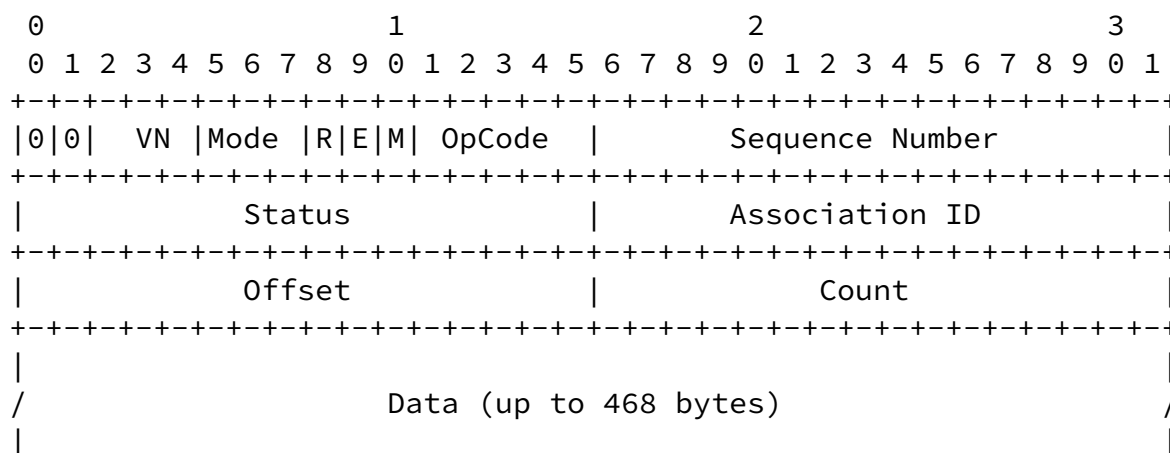 0                   1                   2                   3
 0 1 2 3 4 5 6 7 8 9 0 1 2 3 4 5 6 7 8 9 0 1 2 3 4 5 6 7 8 9 0 1
+-+-+-+-+-+-+-+-+-+-+-+-+-+-+-+-+-+-+-+-+-+-+-+-+-+-+-+-+-+-+-+-+
|0|0|  VN |Mode |R|E|M| OpCode  |       Sequence Number         |
+-+-+-+-+-+-+-+-+-+-+-+-+-+-+-+-+-+-+-+-+-+-+-+-+-+-+-+-+-+-+-+-+
|            Status             |       Association ID          |
+-+-+-+-+-+-+-+-+-+-+-+-+-+-+-+-+-+-+-+-+-+-+-+-+-+-+-+-+-+-+-+-+
|            Offset             |            Count              |
+-+-+-+-+-+-+-+-+-+-+-+-+-+-+-+-+-+-+-+-+-+-+-+-+-+-+-+-+-+-+-+-+
|                                                               |
/                    Data (up to 468 bytes)                     /
|                                                               |